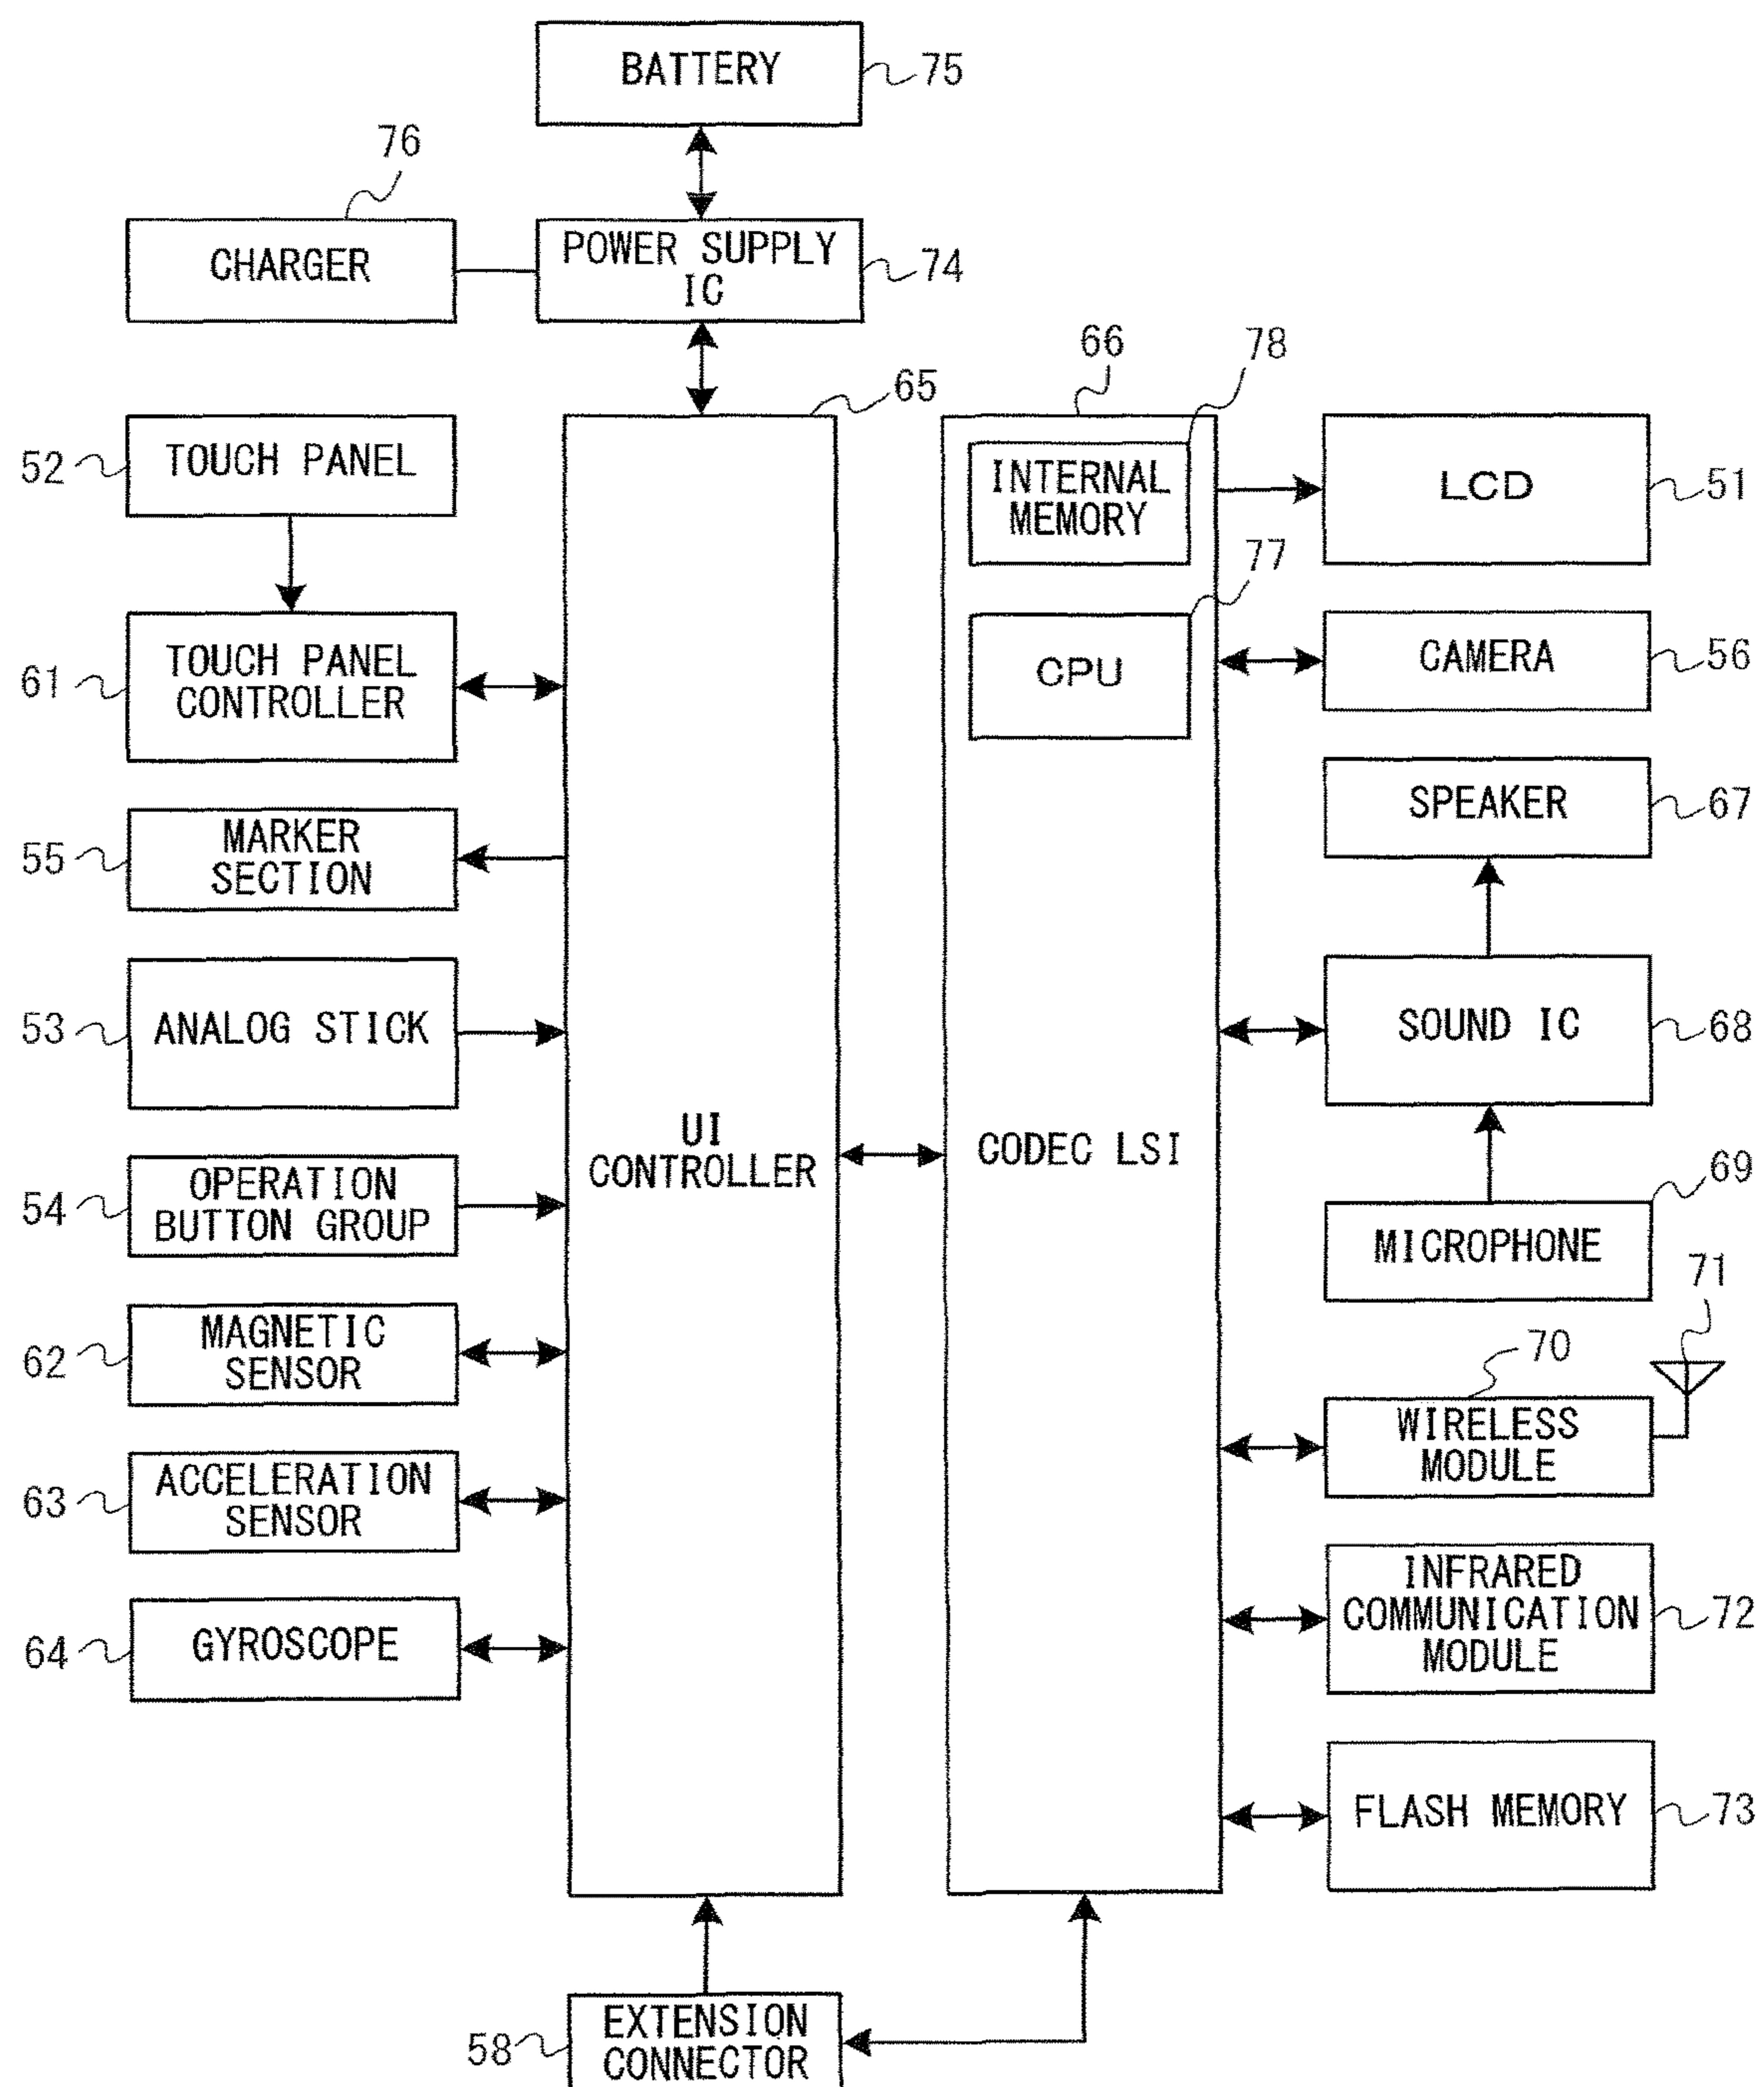 BATTERY
75
76
CHARGER
POWER SUPPLY
IC
74
65
66
78
52
TOUCH PANEL
INTERNAL
MEMORY
LCD
51
77
61
TOUCH PANEL
CONTROLLER
CPU
CAMERA
56
SPEAKER
67
55
MARKER
SECTION
53
ANALOG STICK
SOUND IC
68
UI
CONTROLLER
CODEC LSI
54
OPERATION
BUTTON GROUP
69
MICROPHONE
71
62
MAGNETIC
SENSOR
70
WIRELESS
MODULE
63
ACCELERATION
SENSOR
INFRARED
COMMUNICATION
MODULE
72
64
GYROSCOPE
FLASH MEMORY
73
58
EXTENSION
CONNECTOR